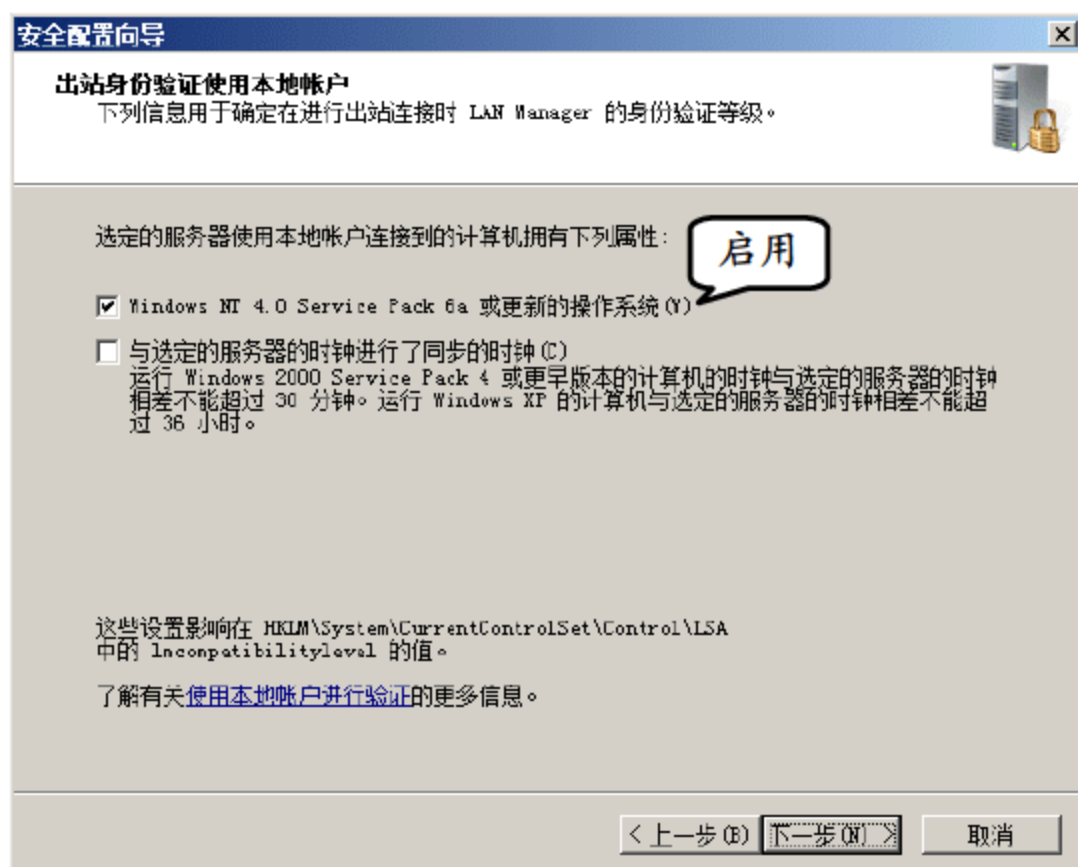 安全配置向导
出站身份验证使用本地帐户
下列信息用于确定在进行出站连接时 LAN Manager 的身份验证等级。
选定的服务器使用本地帐户连接到的计算机拥有下列属性:
启用
Windows NT 4.0 Service Pack 6a 或更新的操作系统(Y)
与选定的服务器的时钟进行了同步的时钟(C)
运行 Windows 2000 Service Pack 4 或更早版本的计算机的时钟与选定的服务器的时钟
相差不能超过 30 分钟。运行 Windows XP 的计算机与选定的服务器的时钟相差不能超
过 36 小时。
这些设置影响在 HKLM\System\CurrentControlSet\Control\LSA
中的 lmcompatibilitylevel 的值。
了解有关使用本地帐户进行验证的更多信息。
<上一步(B)
下一步(N) >
取消